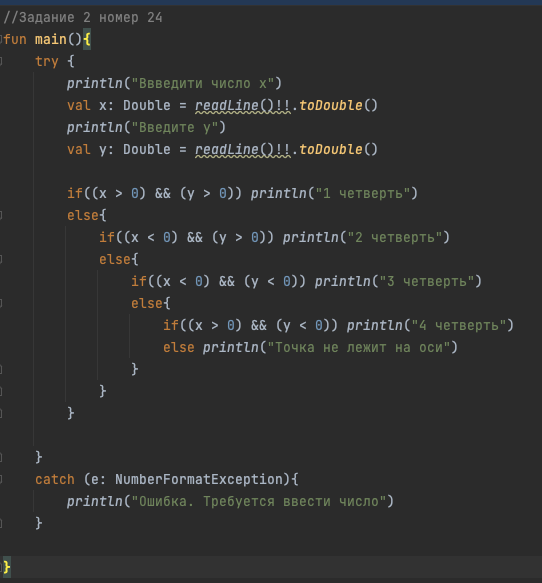 //Задание 2 номер 24
fun main(){
try {
println("Ввведити число x")
val x: Double = readLine()!!.toDouble()
println("Введите y")
val y: Double = readLine()!!.toDouble()
if((x > 0) && (y > 0)) println("1 четверть")
else{
if((x < 0) && (y > 0)) println("2 четверть")
else{
if((x < 0) && (y < 0)) println("3 четверть")
else{
if((x > 0) && (y < 0)) println("4 четверть")
else println("Точка не лежит на оси")
}
}
}
}
catch (e: NumberFormatException){
println("Ошибка. Требуется ввести число")
}
}